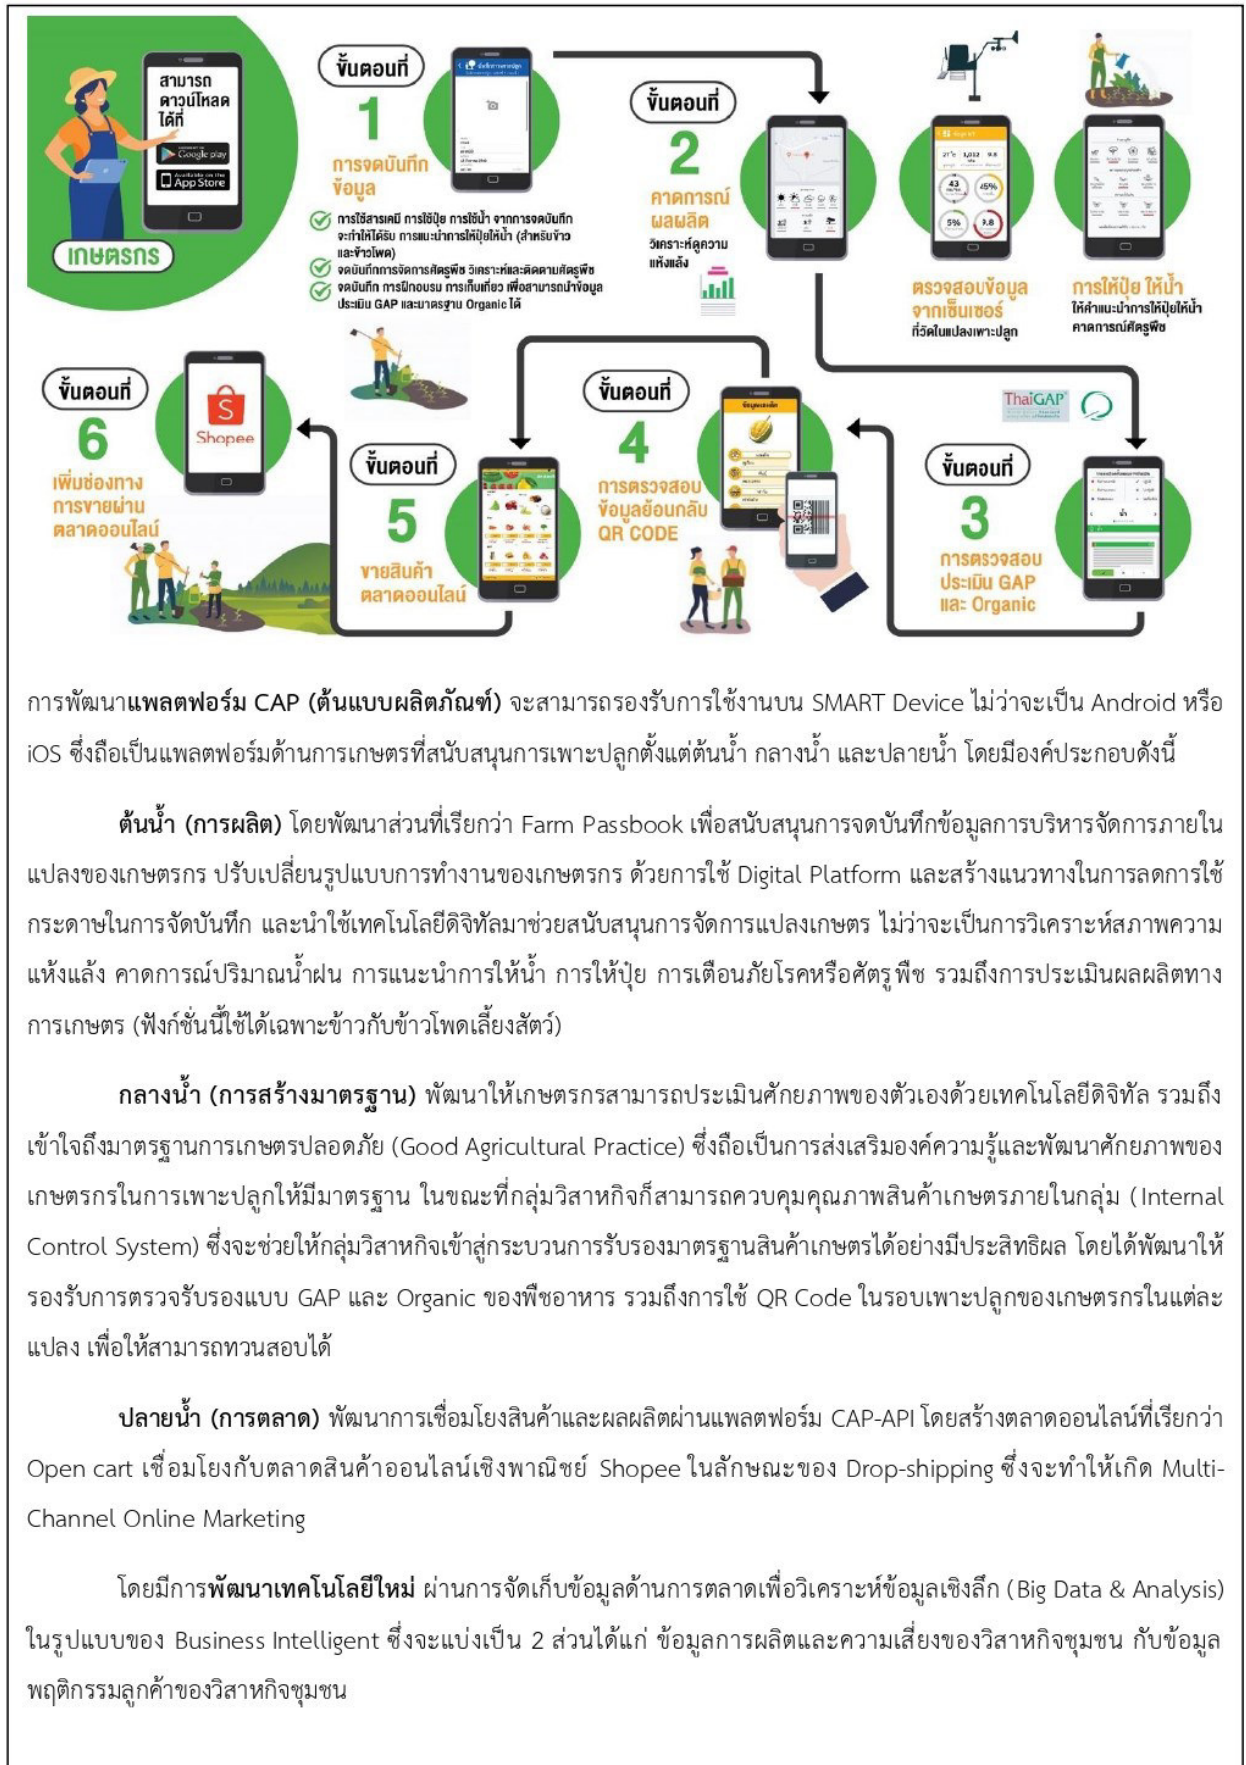 สามารถ
ดาวน์โหลด
ได้ที่
Google play
Available on the
App Store
เกษตรกร
ขั้นตอนที่
1
การจดบันทึก
ข้อมูล
การใช้สารเคมี การใช้ปุ๋ย การใช้น้ำ จากการจดบันทึก
จะทำให้ได้รับ การแนะนำการให้ปุ๋ยให้น้ำ (สำหรับข้าว
และข้าวโพด)
จดบันทึกการจัดการศัตรูพืช วิเคราะห์และติดตามศัตรูพืช
จดบันทึก การฝึกอบรม การเก็บเกี่ยว เพื่อสามารถนำข้อมูล
ประเมิน GAP และมาตรฐาน Organic ได้
ขั้นตอนที่
2
คาดการณ์
ผลผลิต
วิเคราะห์ดูความ
แห้งแล้ง
43
45%
5%
9.8
ตรวจสอบข้อมูล
จากเซ็นเซอร์
ที่วัดในแปลงเพาะปลูก
การให้ปุ๋ย ให้น้ำ
ให้คำแนะนำการให้ปุ๋ยให้น้ำ
คาดการณ์ศัตรูพืช
ThaiGAP
ขั้นตอนที่
3
การตรวจสอบ
ประเมิน GAP
และ Organic
ขั้นตอนที่
4
การตรวจสอบ
ข้อมูลย้อนกลับ
QR CODE
ขั้นตอนที่
5
ขายสินค้า
ตลาดออนไลน์
ขั้นตอนที่
6
เพิ่มช่องทาง
การขายผ่าน
ตลาดออนไลน์
Shopee
การพัฒนาแพลตฟอร์ม CAP (ต้นแบบผลิตภัณฑ์) จะสามารถรองรับการใช้งานบน SMART Device ไม่ว่าจะเป็น Android หรือ
iOS ซึ่งถือเป็นแพลตฟอร์มด้านการเกษตรที่สนับสนุนการเพาะปลูกตั้งแต่ต้นน้ำ กลางน้ำ และปลายน้ำ โดยมีองค์ประกอบดังนี้
ต้นน้ำ (การผลิต) โดยพัฒนาส่วนที่เรียกว่า Farm Passbook เพื่อสนับสนุนการจดบันทึกข้อมูลการบริหารจัดการภายใน
แปลงของเกษตรกร ปรับเปลี่ยนรูปแบบการทำงานของเกษตรกร ด้วยการใช้ Digital Platform และสร้างแนวทางในการลดการใช้
กระดาษในการจัดบันทึก และนำใช้เทคโนโลยีดิจิทัลมาช่วยสนับสนุนการจัดการแปลงเกษตร ไม่ว่าจะเป็นการวิเคราะห์สภาพความ
แห้งแล้ง คาดการณ์ปริมาณน้ำฝน การแนะนำการให้น้ำ การให้ปุ๋ย การเตือนภัยโรคหรือศัตรูพืช รวมถึงการประเมินผลผลิตทาง
การเกษตร (ฟังก์ชั่นนี้ใช้ได้เฉพาะข้าวกับข้าวโพดเลี้ยงสัตว์)
กลางน้ำ (การสร้างมาตรฐาน) พัฒนาให้เกษตรกรสามารถประเมินศักยภาพของตัวเองด้วยเทคโนโลยีดิจิทัล รวมถึง
เข้าใจถึงมาตรฐานการเกษตรปลอดภัย (Good Agricultural Practice) ซึ่งถือเป็นการส่งเสริมองค์ความรู้และพัฒนาศักยภาพของ
เกษตรกรในการเพาะปลูกให้มีมาตรฐาน ในขณะที่กลุ่มวิสาหกิจก็สามารถควบคุมคุณภาพสินค้าเกษตรภายในกลุ่ม (Internal
Control System) ซึ่งจะช่วยให้กลุ่มวิสาหกิจเข้าสู่กระบวนการรับรองมาตรฐานสินค้าเกษตรได้อย่างมีประสิทธิผล โดยได้พัฒนาให้
รองรับการตรวจรับรองแบบ GAP และ Organic ของพืชอาหาร รวมถึงการใช้ QR Code ในรอบเพาะปลูกของเกษตรกรในแต่ละ
แปลง เพื่อให้สามารถทวนสอบได้
ปลายน้ำ (การตลาด) พัฒนาการเชื่อมโยงสินค้าและผลผลิตผ่านแพลตฟอร์ม CAP-API โดยสร้างตลาดออนไลน์ที่เรียกว่า
Open cart เชื่อมโยงกับตลาดสินค้าออนไลน์เชิงพาณิชย์ Shopee ในลักษณะของ Drop-shipping ซึ่งจะทำให้เกิด Multi-
Channel Online Marketing
โดยมีการพัฒนาเทคโนโลยีใหม่ ผ่านการจัดเก็บข้อมูลด้านการตลาดเพื่อวิเคราะห์ข้อมูลเชิงลึก (Big Data & Analysis)
ในรูปแบบของ Business Intelligent ซึ่งจะแบ่งเป็น 2 ส่วนได้แก่ ข้อมูลการผลิตและความเสี่ยงของวิสาหกิจชุมชน กับข้อมูล
พฤติกรรมลูกค้าของวิสาหกิจชุมชน